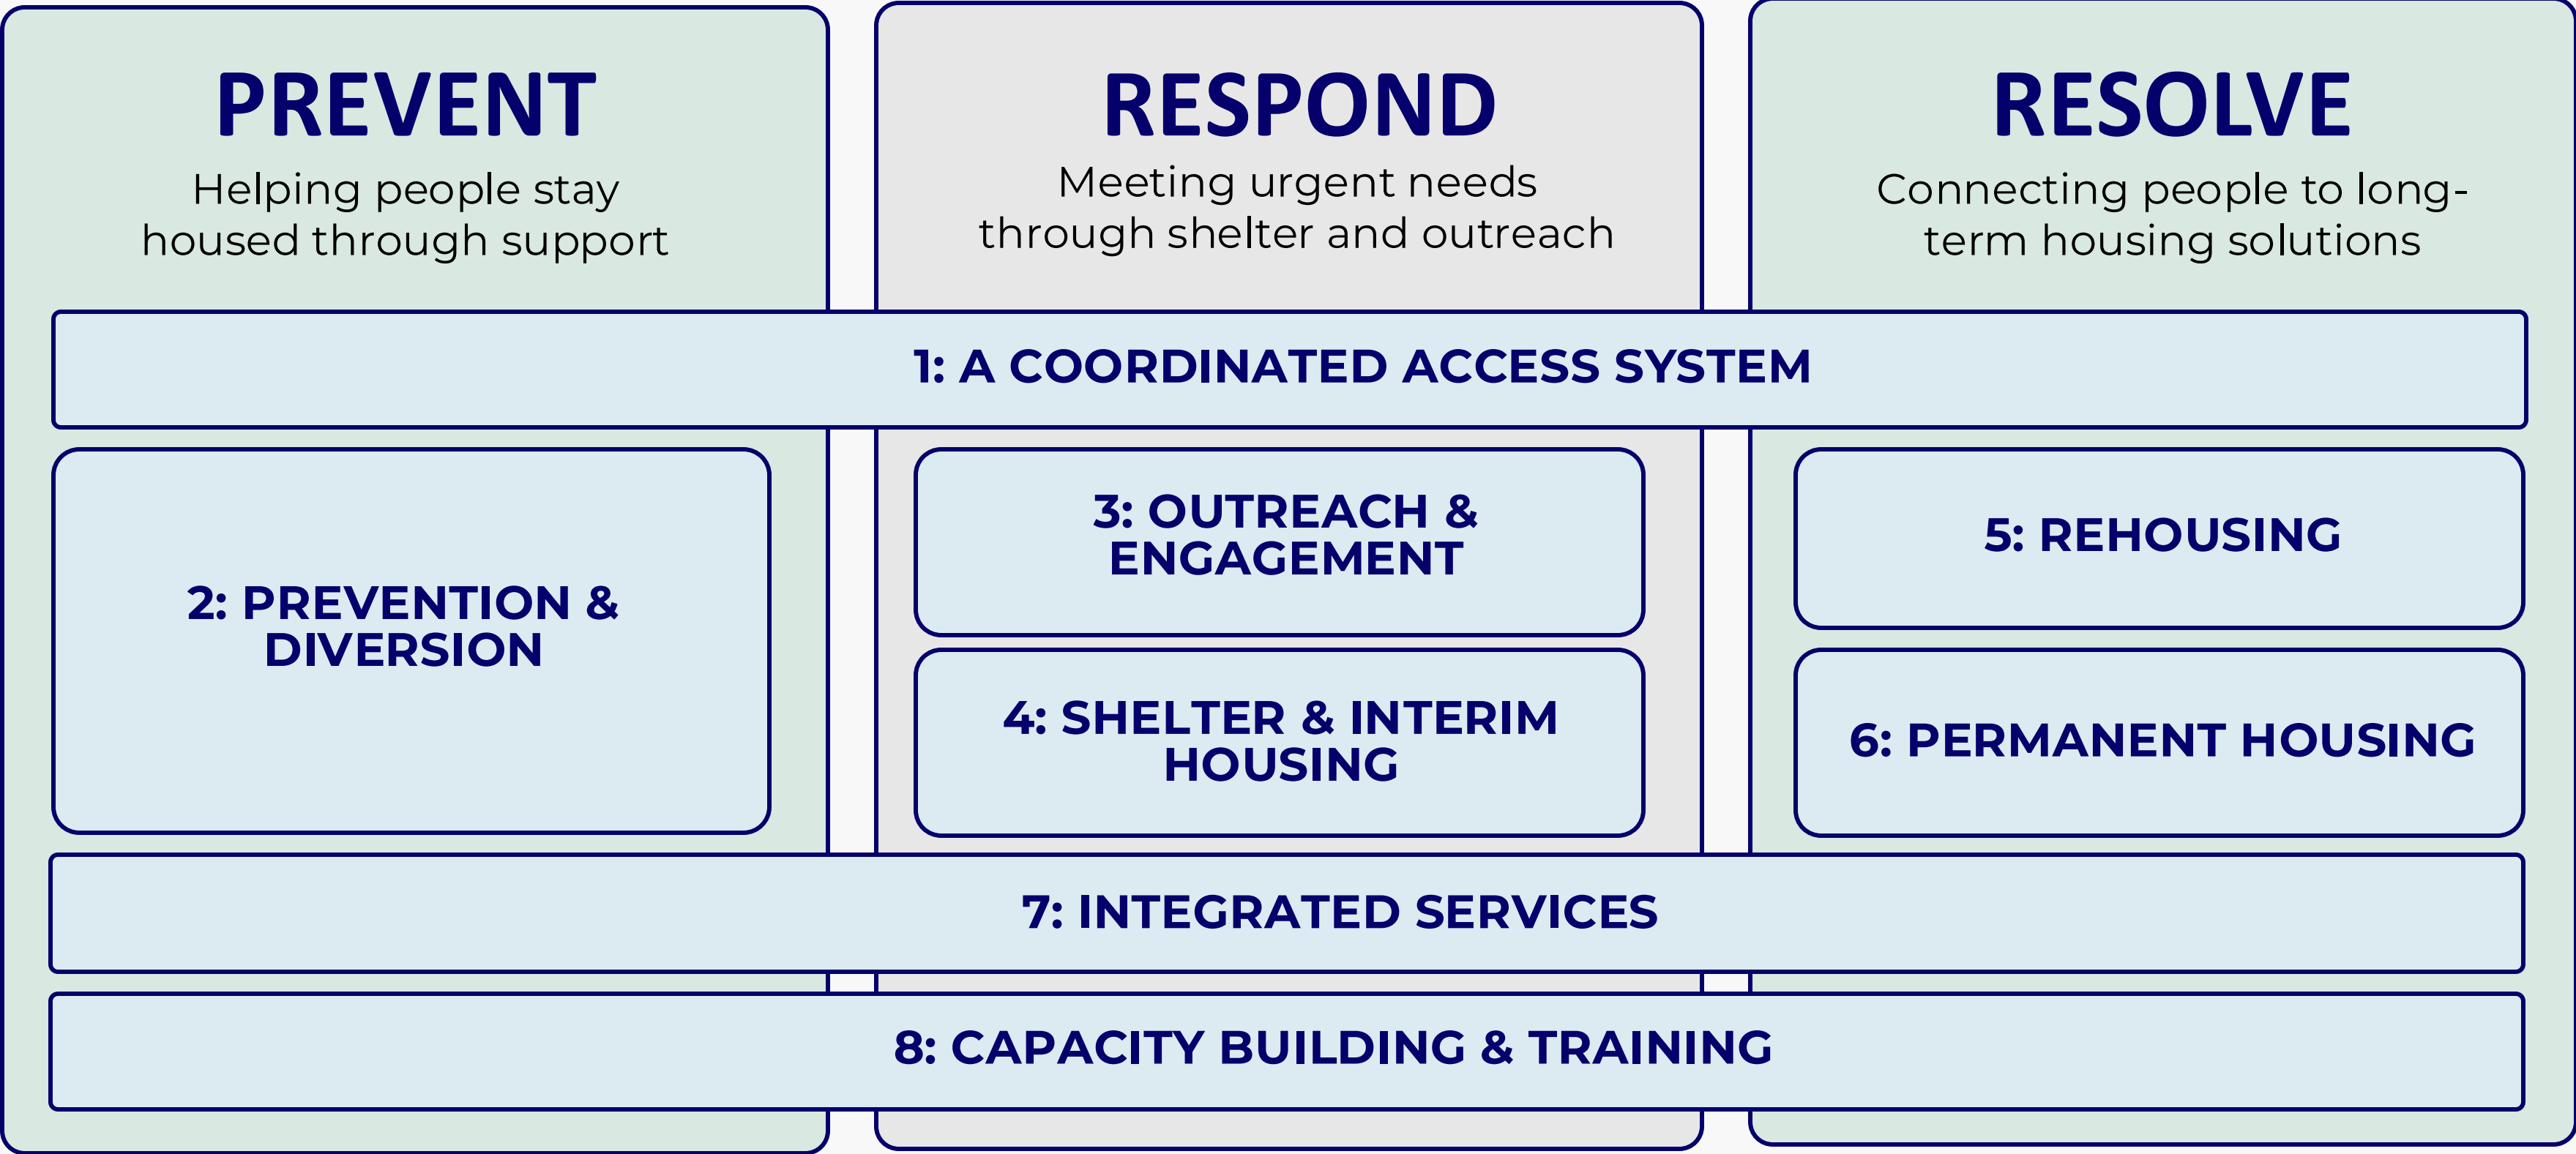 PREVENT
Helping people stay
housed through support
RESPOND
Meeting urgent needs
through shelter and outreach
RESOLVE
Connecting people to long-
term housing solutions
1: A COORDINATED ACCESS SYSTEM
2: PREVENTION &
DIVERSION
3: OUTREACH &
ENGAGEMENT
4: SHELTER & INTERIM
HOUSING
5: REHOUSING
6: PERMANENT HOUSING
7: INTEGRATED SERVICES
8: CAPACITY BUILDING & TRAINING